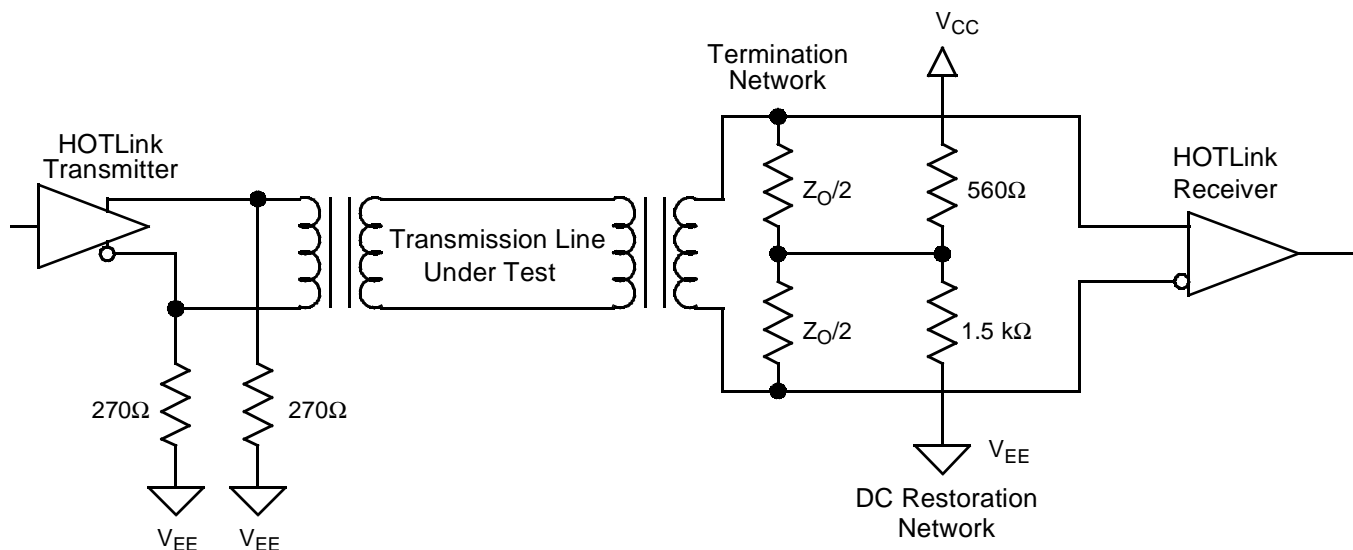 HOTLink
Transmitter
270Ω
270Ω
V_EE
V_EE
Transmission Line
Under Test
Termination
Network
Z_O/2
Z_O/2
V_CC
560Ω
1.5 kΩ
V_EE
DC Restoration
Network
HOTLink
Receiver